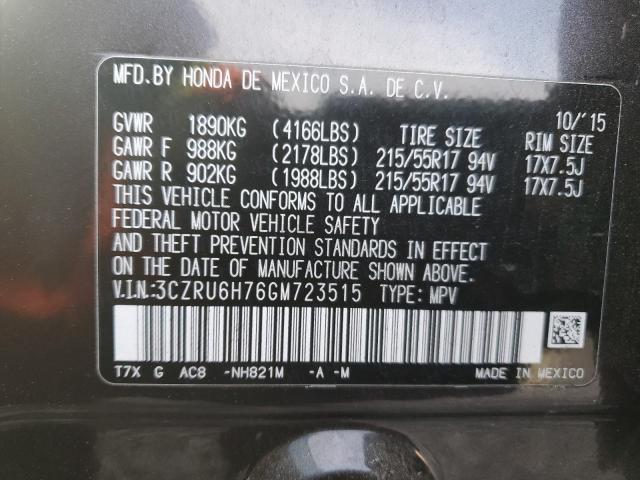 MFD.BY HONDA DE MEXICO S.A. DE C.V.
10/'15
GVWR 1890KG (4166LBS) TIRE SIZE RIM SIZE
GAWR F 988KG (2178LBS) 215/55R17 94V 17X7.5J
GAWR R 902KG (1988LBS) 215/55R17 94V 17X7.5J
THIS VEHICLE CONFORMS TO ALL APPLICABLE
FEDERAL MOTOR VEHICLE SAFETY
AND THEFT PREVENTION STANDARDS IN EFFECT
ON THE DATE OF MANUFACTURE SHOWN ABOVE.
V.I.N:3CZRU6H76GM723515 TYPE: MPV
T7X G AC8 -NH821M -A -M MADE IN MEXICO